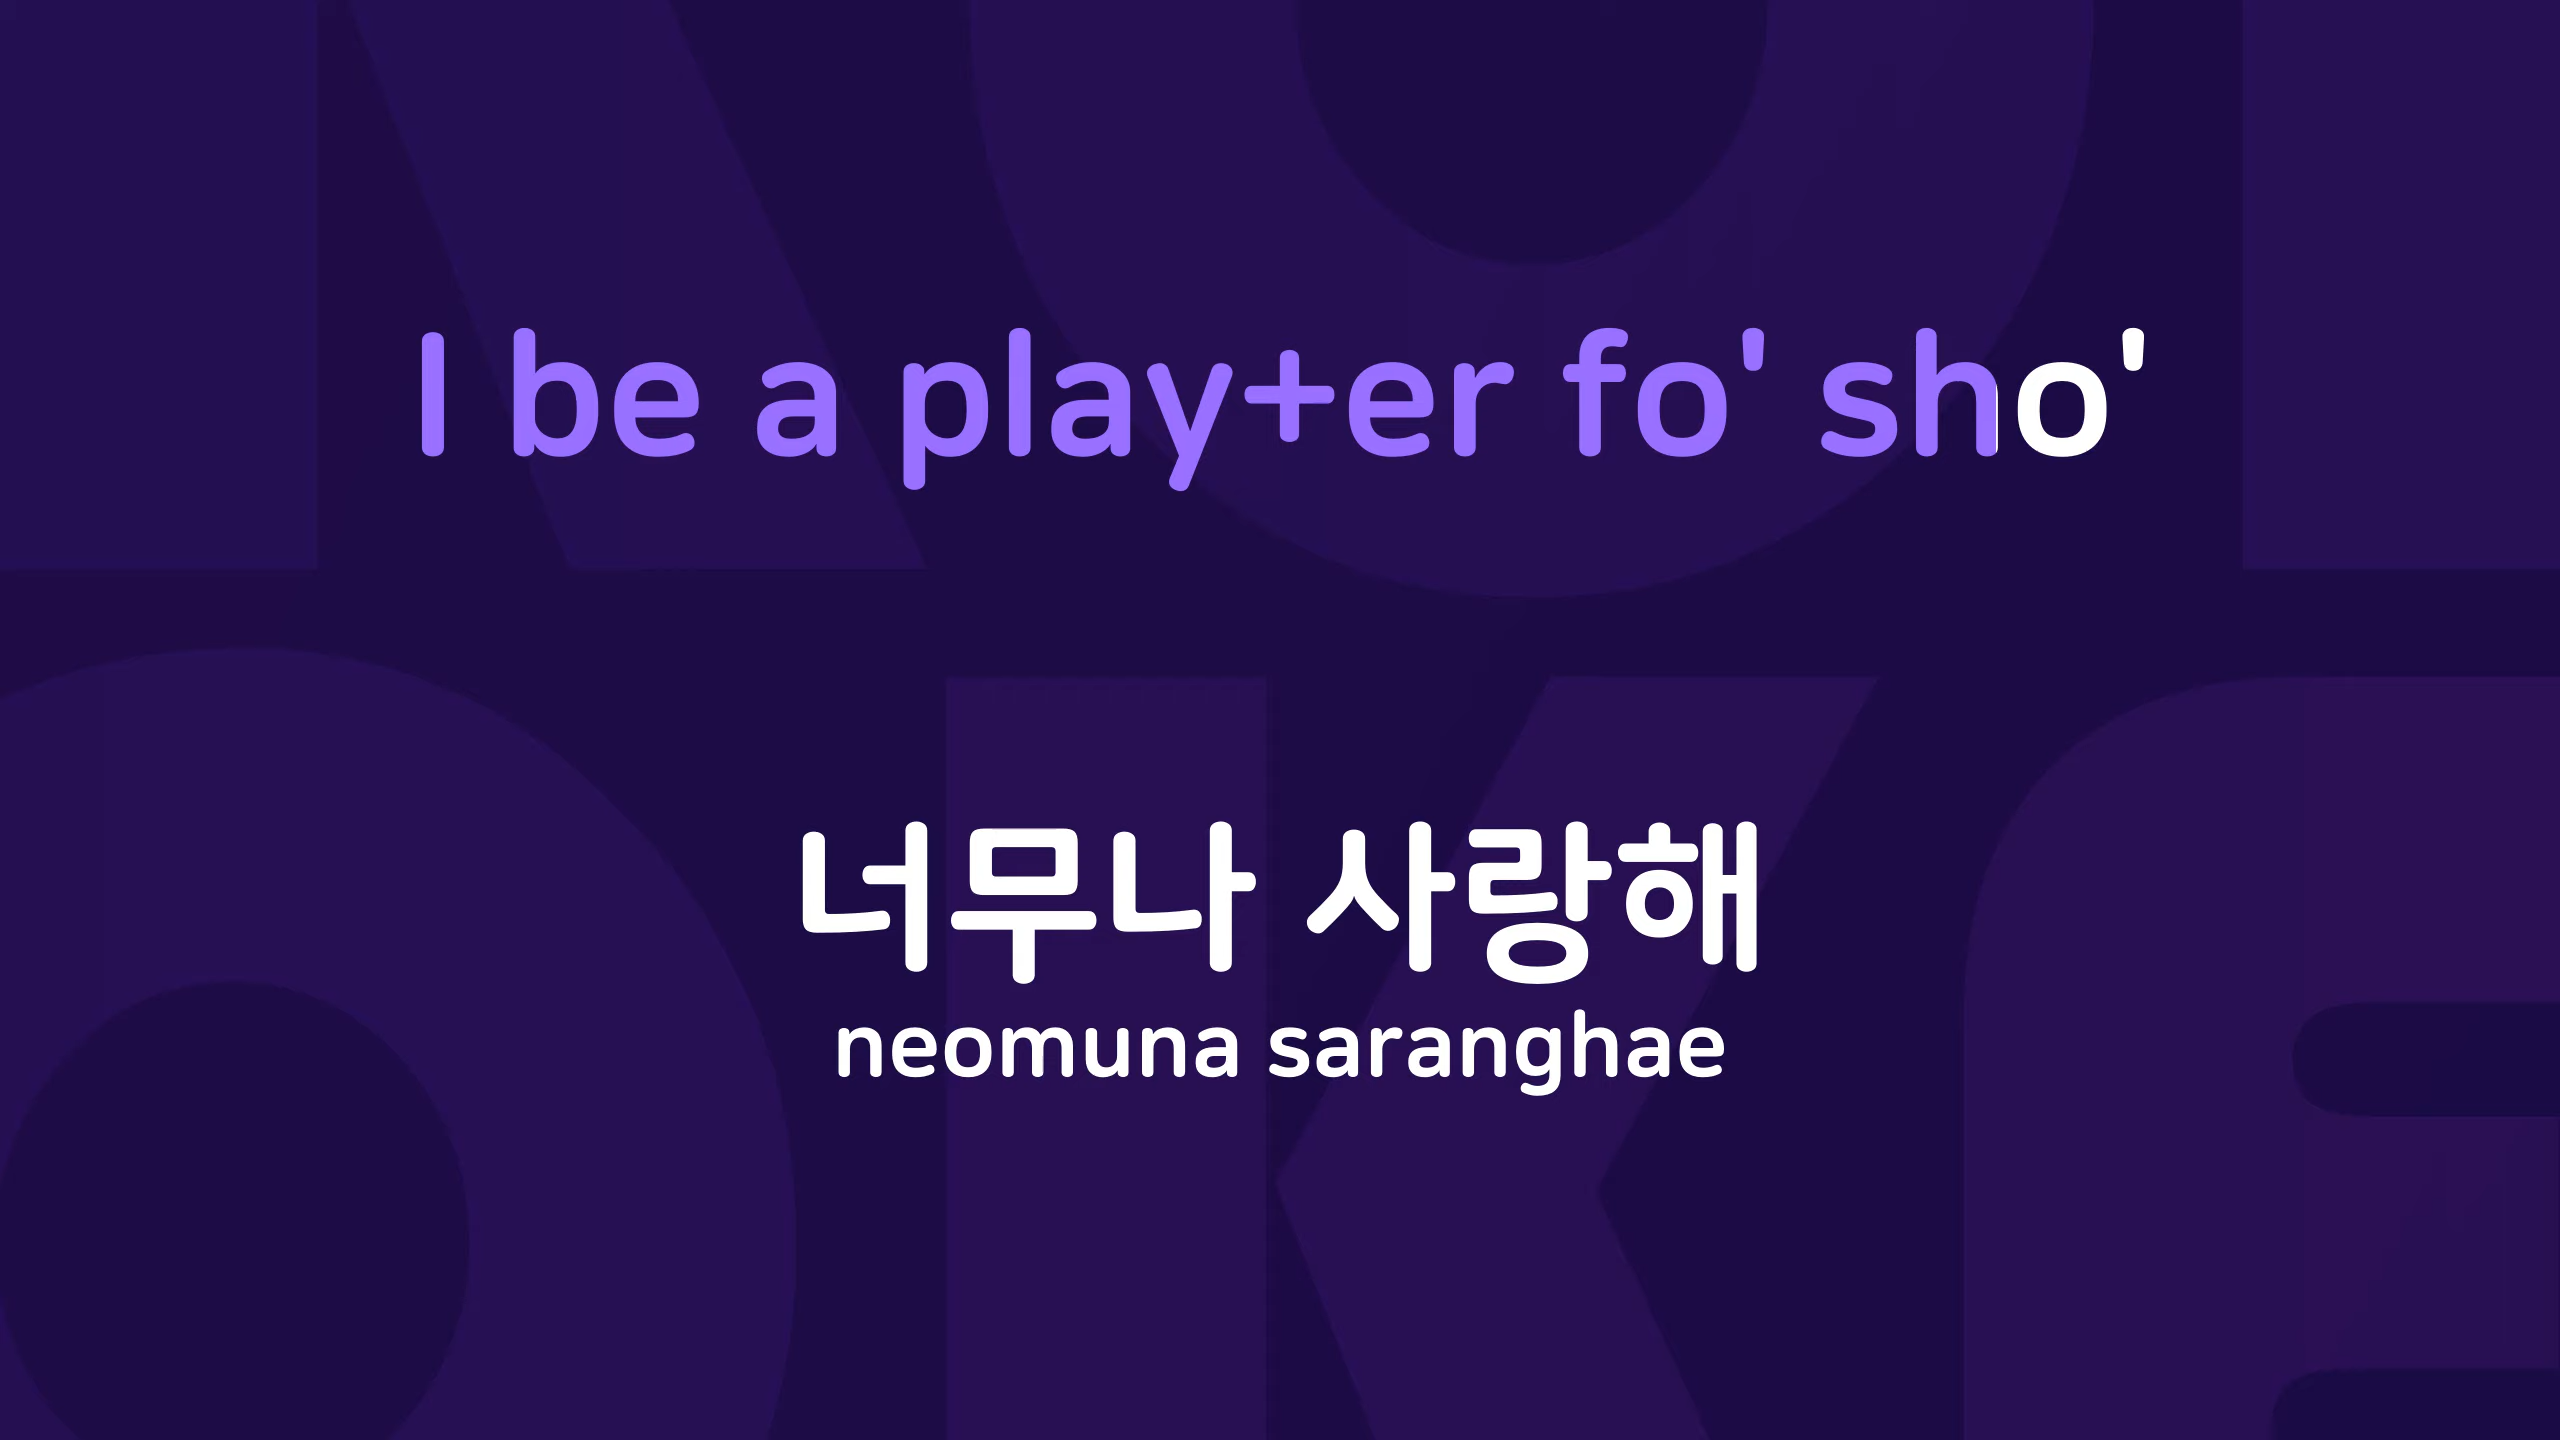 I be a play+er fo' sho'
너무나 사랑해
neomuna saranghae